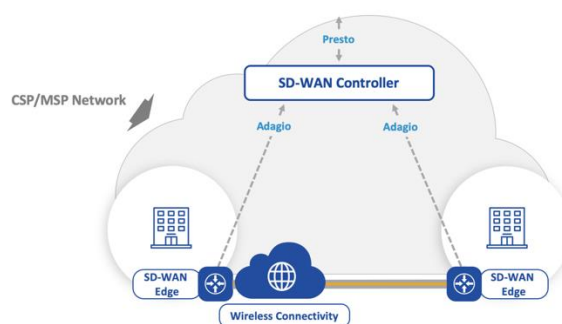 Presto
SD-WAN Controller
CSP/MSP Network
Adagio
Adagio
SD-WAN
Edge
SD-WAN
Edge
Wireless Connectivity